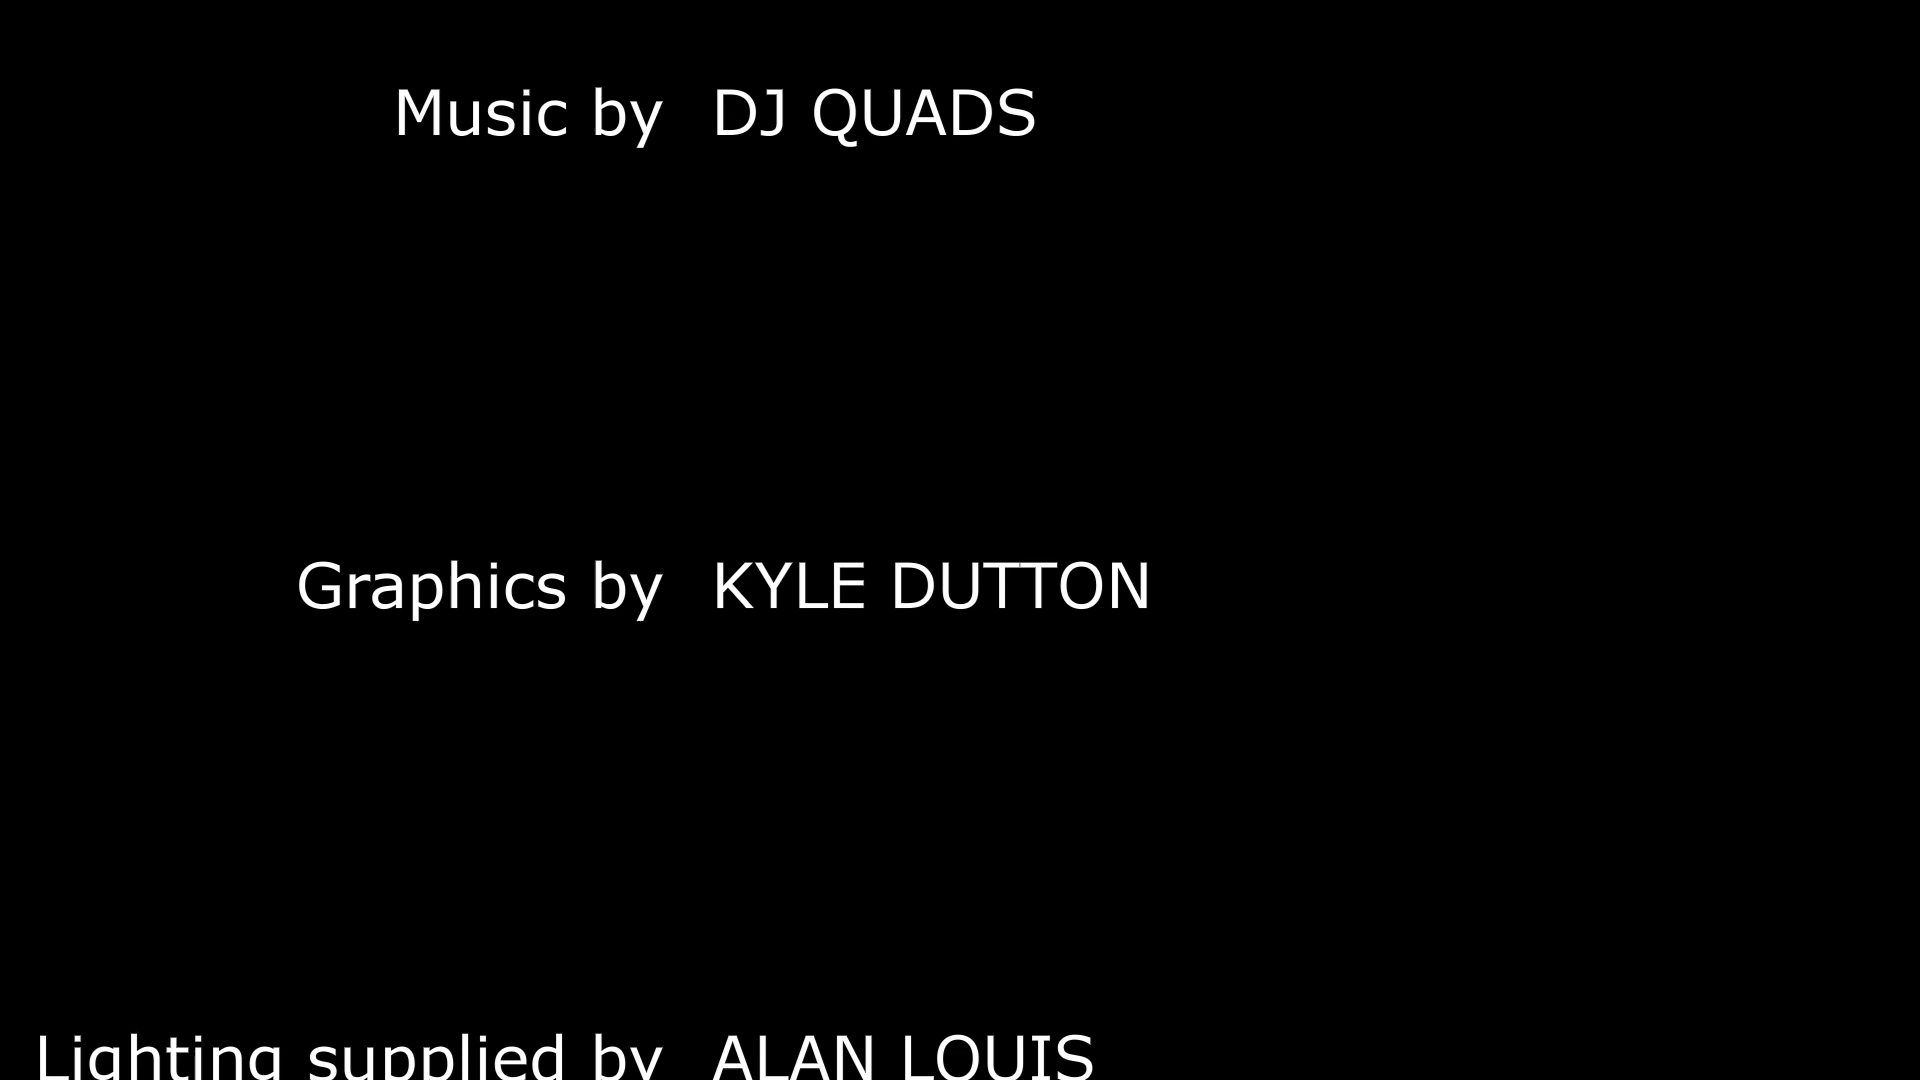 Music by DJ QUADS
Graphics by KYLE DUTTON
Lighting supplied by ALAN LOUIS